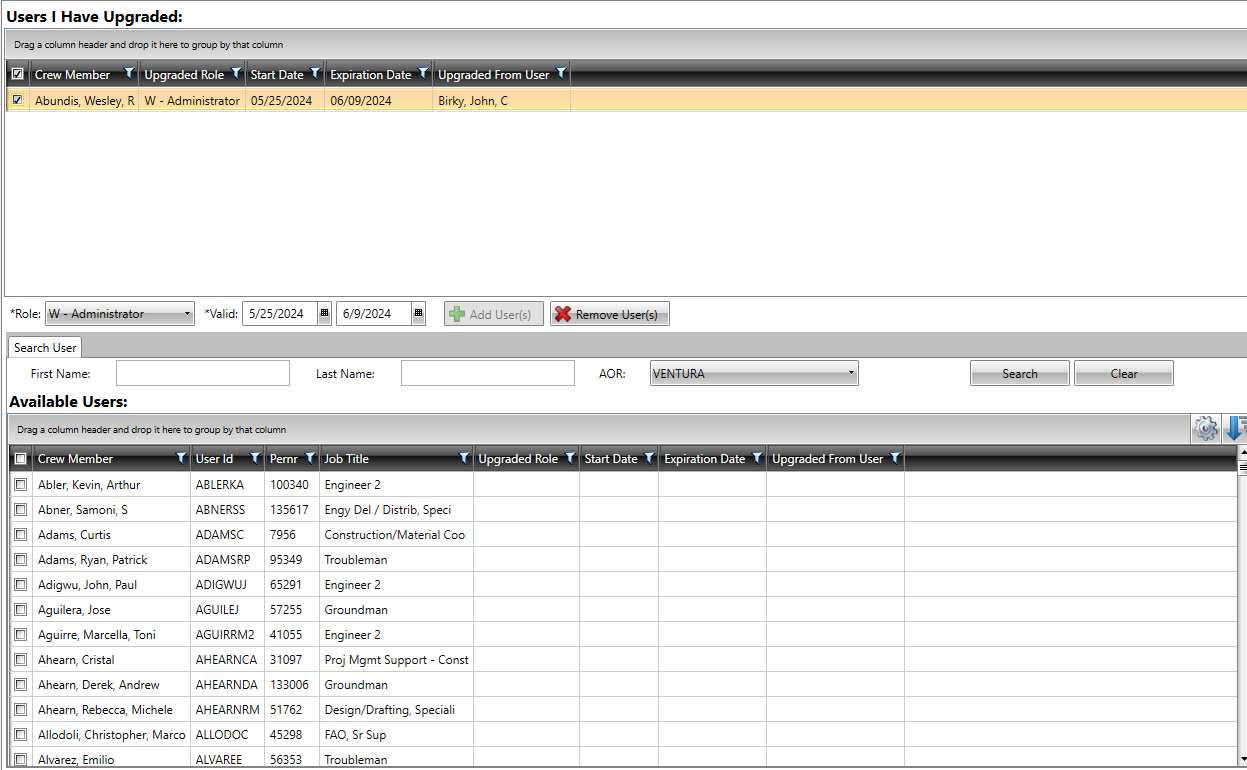 Users I Have Upgraded:
Drag a column header and drop it here to group by that column
Crew Member Upgraded Role Start Date Expiration Date Upgraded From User
Abundis, Wesley, R W - Administrator 05/25/2024 06/09/2024 Birky, John, C
*Role: W - Administrator *Valid: 5/25/2024 6/9/2024 Add User(s) Remove User(s)
Search User
First Name: Last Name: AOR: VENTURA Search Clear
Available Users:
Drag a column header and drop it here to group by that column
Crew Member User Id Pernr Job Title Upgraded Role Start Date Expiration Date Upgraded From User
Abler, Kevin, Arthur ABLERKA 100340 Engineer 2
Abner, Samoni, S ABNERSS 135617 Engy Del / Distrib, Speci
Adams, Curtis ADAMSC 7956 Construction/Material Coo
Adams, Ryan, Patrick ADAMSRP 95349 Troubleman
Adigwu, John, Paul ADIGWUJ 65291 Engineer 2
Aguilera, Jose AGUILEJ 57255 Groundman
Aguirre, Marcella, Toni AGUIRRM2 41055 Engineer 2
Ahearn, Cristal AHEARNCA 31097 Proj Mgmt Support - Const
Ahearn, Derek, Andrew AHEARNDA 133006 Groundman
Ahearn, Rebecca, Michele AHEARNRM 51762 Design/Drafting, Speciali
Allodoli, Christopher, Marco ALLODOC 45298 FAO, Sr Sup
Alvarez, Emilio ALVAREE 56353 Troubleman